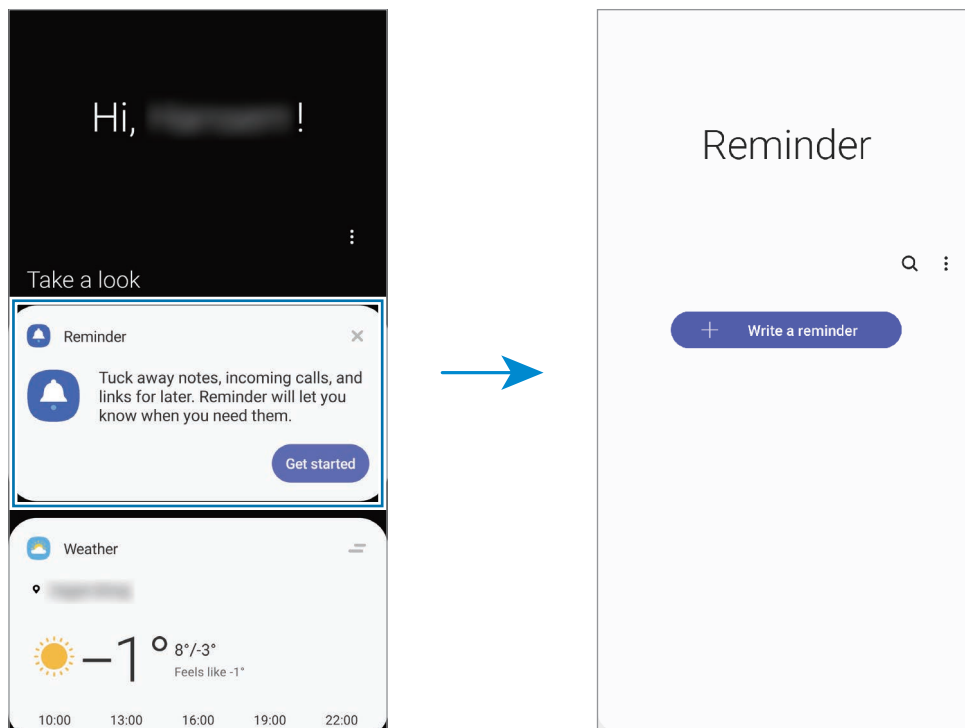 Hi, !
Take a look
Reminder
Tuck away notes, incoming calls, and
links for later. Reminder will let you
know when you need them.
Get started
Weather
–1°
8°/-3°
Feels like -1°
10:00 13:00 16:00 19:00 22:00
Reminder
Write a reminder